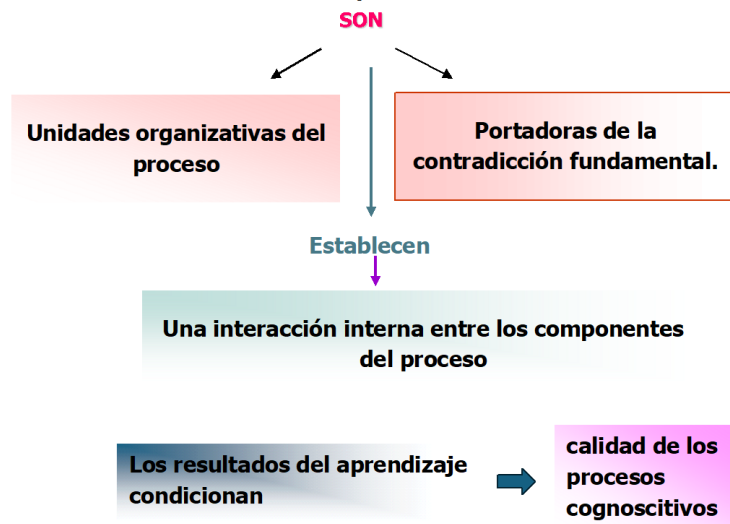 SON
Unidades organizativas del
proceso
Portadoras de la
contradicción fundamental.
Establecen
Una interacción interna entre los componentes
del proceso
Los resultados del aprendizaje
condicionan
calidad de los
procesos
cognoscitivos